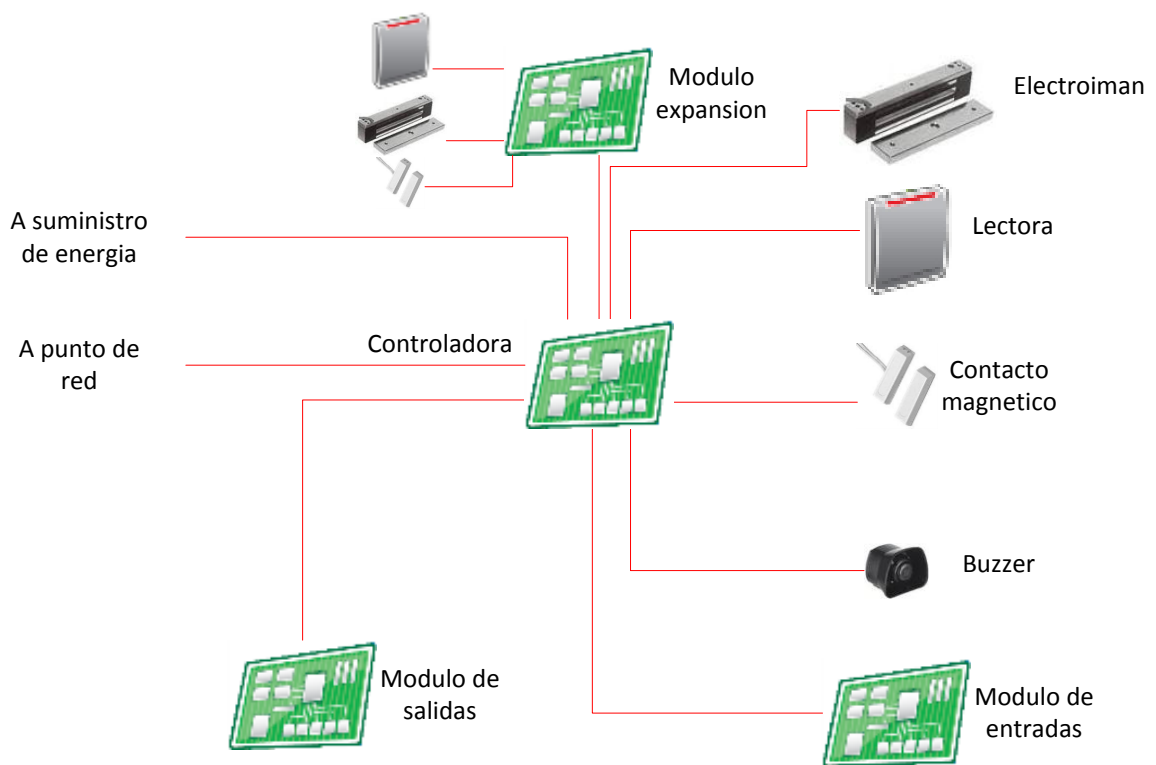 Modulo
expansion
Electroiman
A suministro
de energia
Lectora
A punto de
red
Controladora
Contacto
magnetico
Buzzer
Modulo de
salidas
Modulo de
entradas